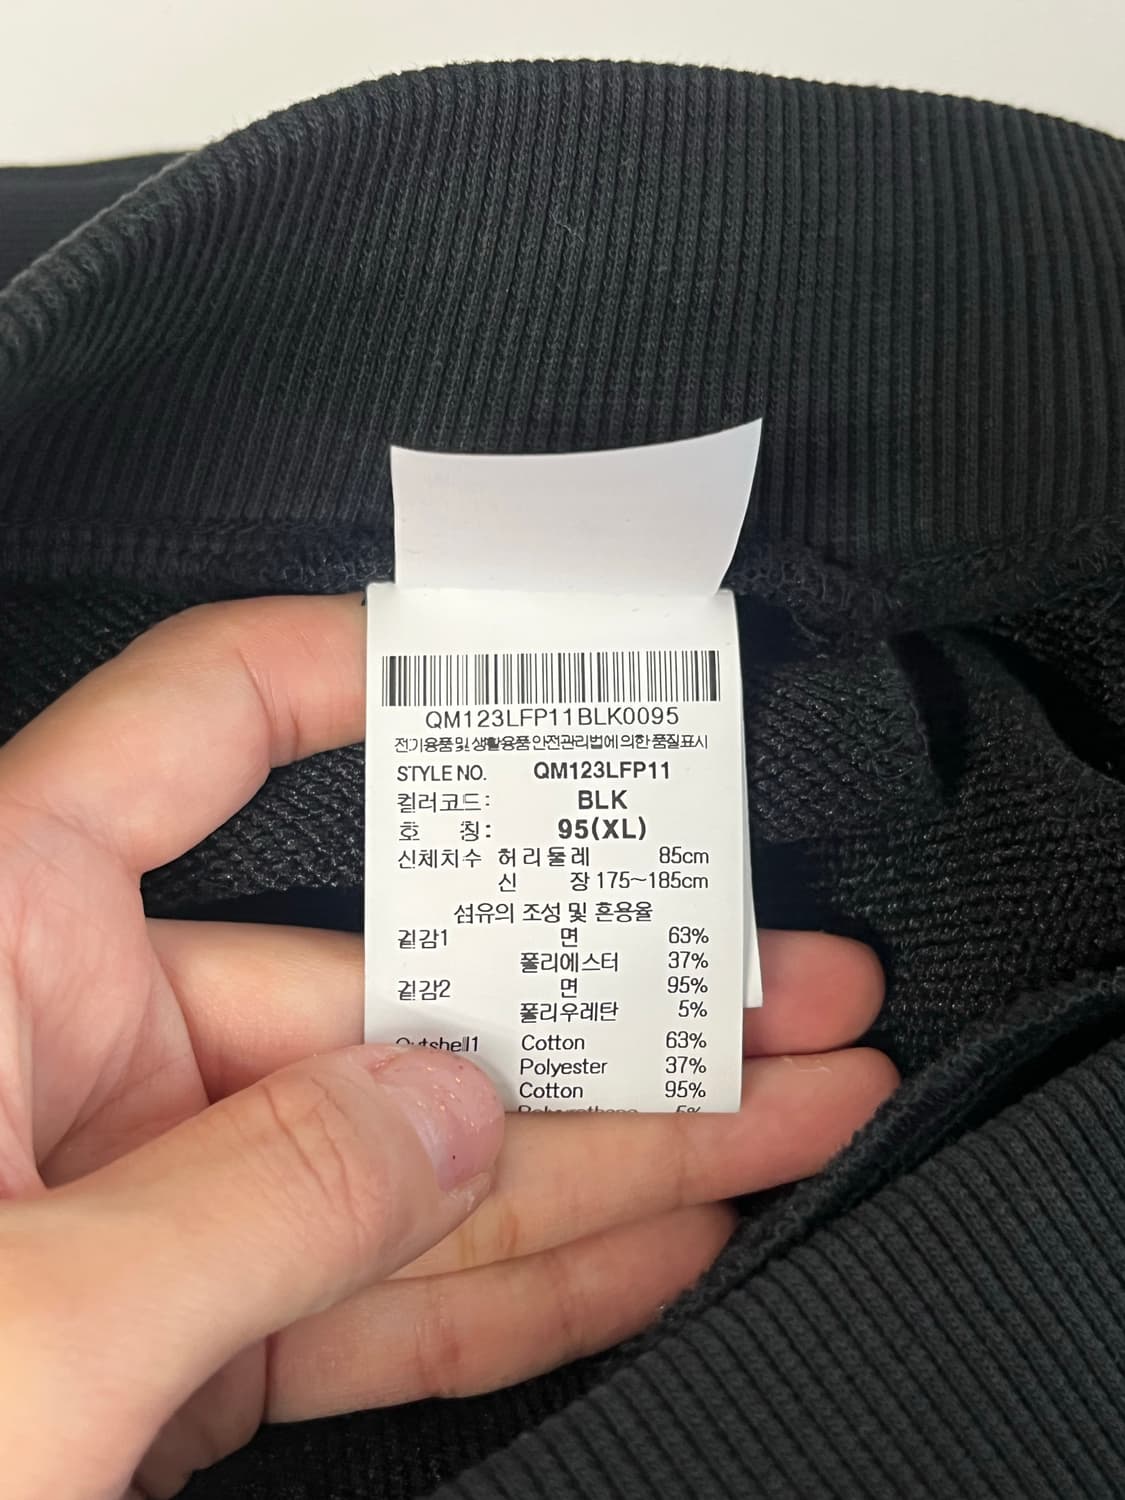 QM123LFP11BLK0095
전기용품 및 생활용품 안전관리법에 의한 품질표시
STYLE NO. QM123LFP11
컬러코드: BLK
호 칭: 95(XL)
신체치수 허리둘레 85cm
신 장 175~185cm
섬유의 조성 및 혼용율
겉감1 면 63%
폴리에스터 37%
겉감2 면 95%
폴리우레탄 5%
Outshell1 Cotton 63%
Polyester 37%
Cotton 95%
Polyurethane 5%